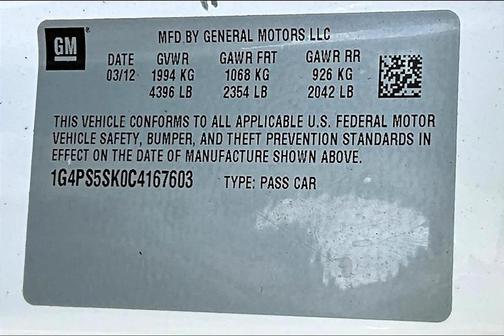 GM
MFD BY GENERAL MOTORS LLC
DATE GVWR GAWR FRT GAWR RR
03/12 1994 KG 1068 KG 926 KG
4396 LB 2354 LB 2042 LB
THIS VEHICLE CONFORMS TO ALL APPLICABLE U.S. FEDERAL MOTOR
VEHICLE SAFETY, BUMPER, AND THEFT PREVENTION STANDARDS IN
EFFECT ON THE DATE OF MANUFACTURE SHOWN ABOVE.
1G4PS5SK0C4167603 TYPE: PASS CAR